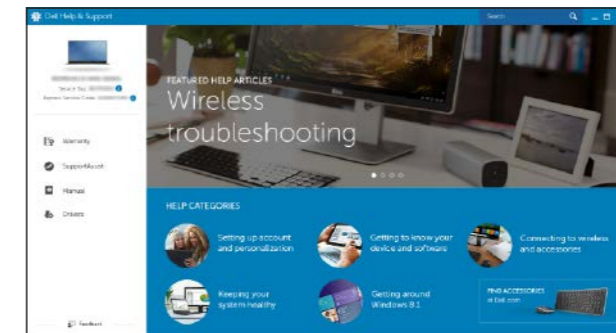 Dell Help & Support
Search
Service Tag:
Express Service Code:
Warranty
SupportAssist
Manual
Drivers
Feedback
FEATURED HELP ARTICLES
Wireless
troubleshooting
HELP CATEGORIES
Setting up account
and personalization
Getting to know your
device and software
Connecting to wireless
and accessories
Keeping your
system healthy
Getting around
Windows 8.1
FIND ACCESSORIES
at Dell.com